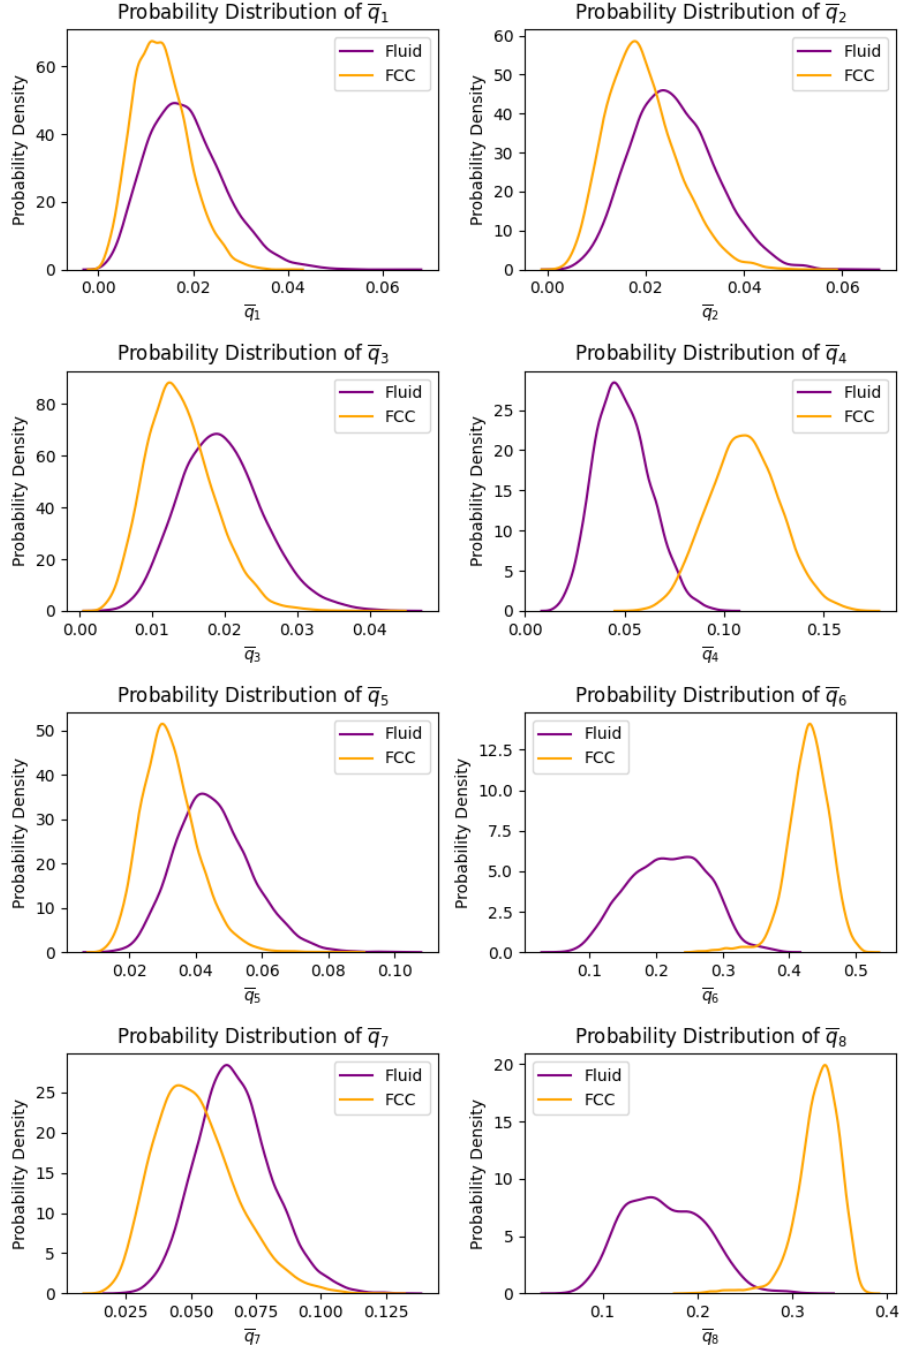 Probability Distribution of q̅₁
Probability Density
60
40
20
0
0.00 0.02 0.04 0.06
q̅₁
Fluid
FCC
Probability Distribution of q̅₂
Probability Density
60
50
40
30
20
10
0
0.00 0.02 0.04 0.06
q̅₂
Fluid
FCC
Probability Distribution of q̅₃
Probability Density
80
60
40
20
0
0.00 0.01 0.02 0.03 0.04
q̅₃
Fluid
FCC
Probability Distribution of q̅₄
Probability Density
25
20
15
10
5
0
0.00 0.05 0.10 0.15
q̅₄
Fluid
FCC
Probability Distribution of q̅₅
Probability Density
50
40
30
20
10
0
0.02 0.04 0.06 0.08 0.10
q̅₅
Fluid
FCC
Probability Distribution of q̅₆
Probability Density
12.5
10.0
7.5
5.0
2.5
0.0
0.1 0.2 0.3 0.4 0.5
q̅₆
Fluid
FCC
Probability Distribution of q̅₇
Probability Density
25
20
15
10
5
0
0.025 0.050 0.075 0.100 0.125
q̅₇
Fluid
FCC
Probability Distribution of q̅₈
Probability Density
20
15
10
5
0
0.1 0.2 0.3 0.4
q̅₈
Fluid
FCC